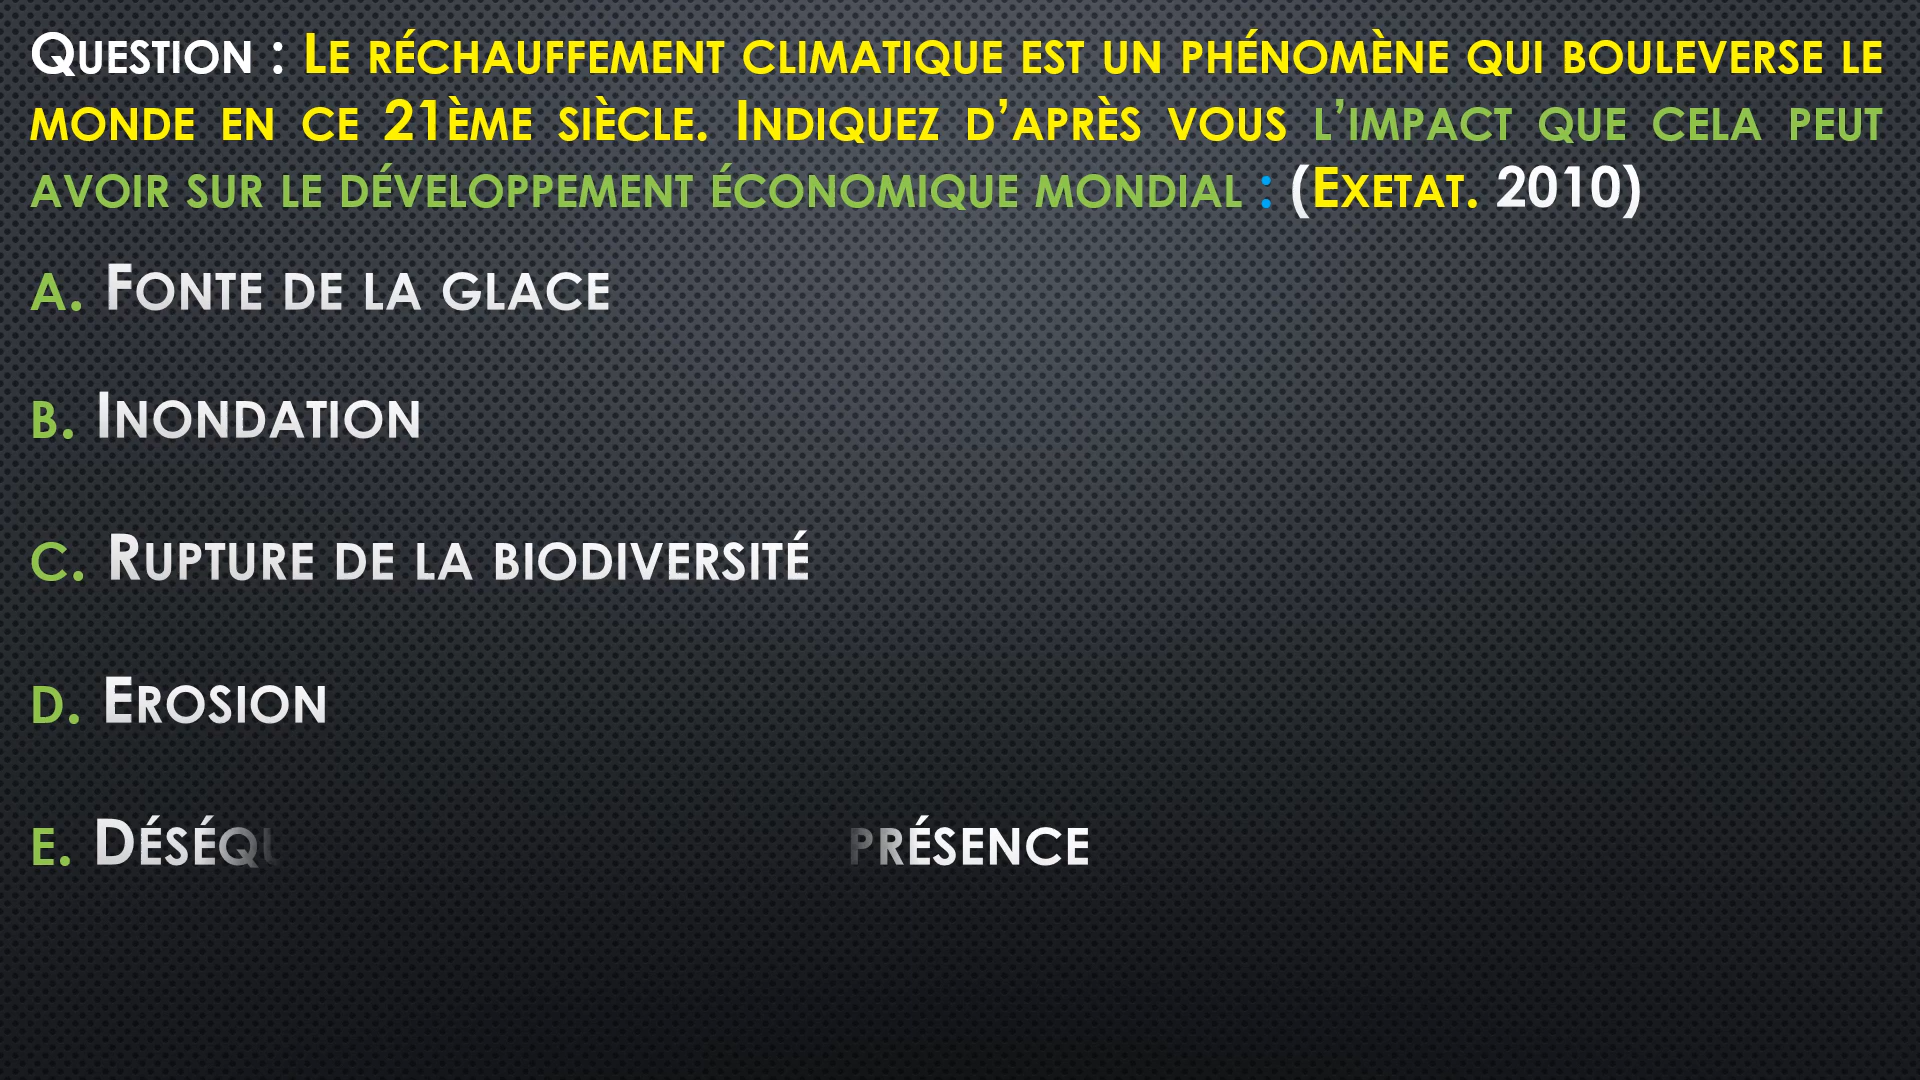 Question : Le réchauffement climatique est un phénomène qui bouleverse le
monde en ce 21ème siècle. Indiquez d’après vous l’impact que cela peut
avoir sur le développement économique mondial : (Exetat. 2010)
a. Fonte de la glace
b. Inondation
c. Rupture de la biodiversité
d. Erosion
e. présence